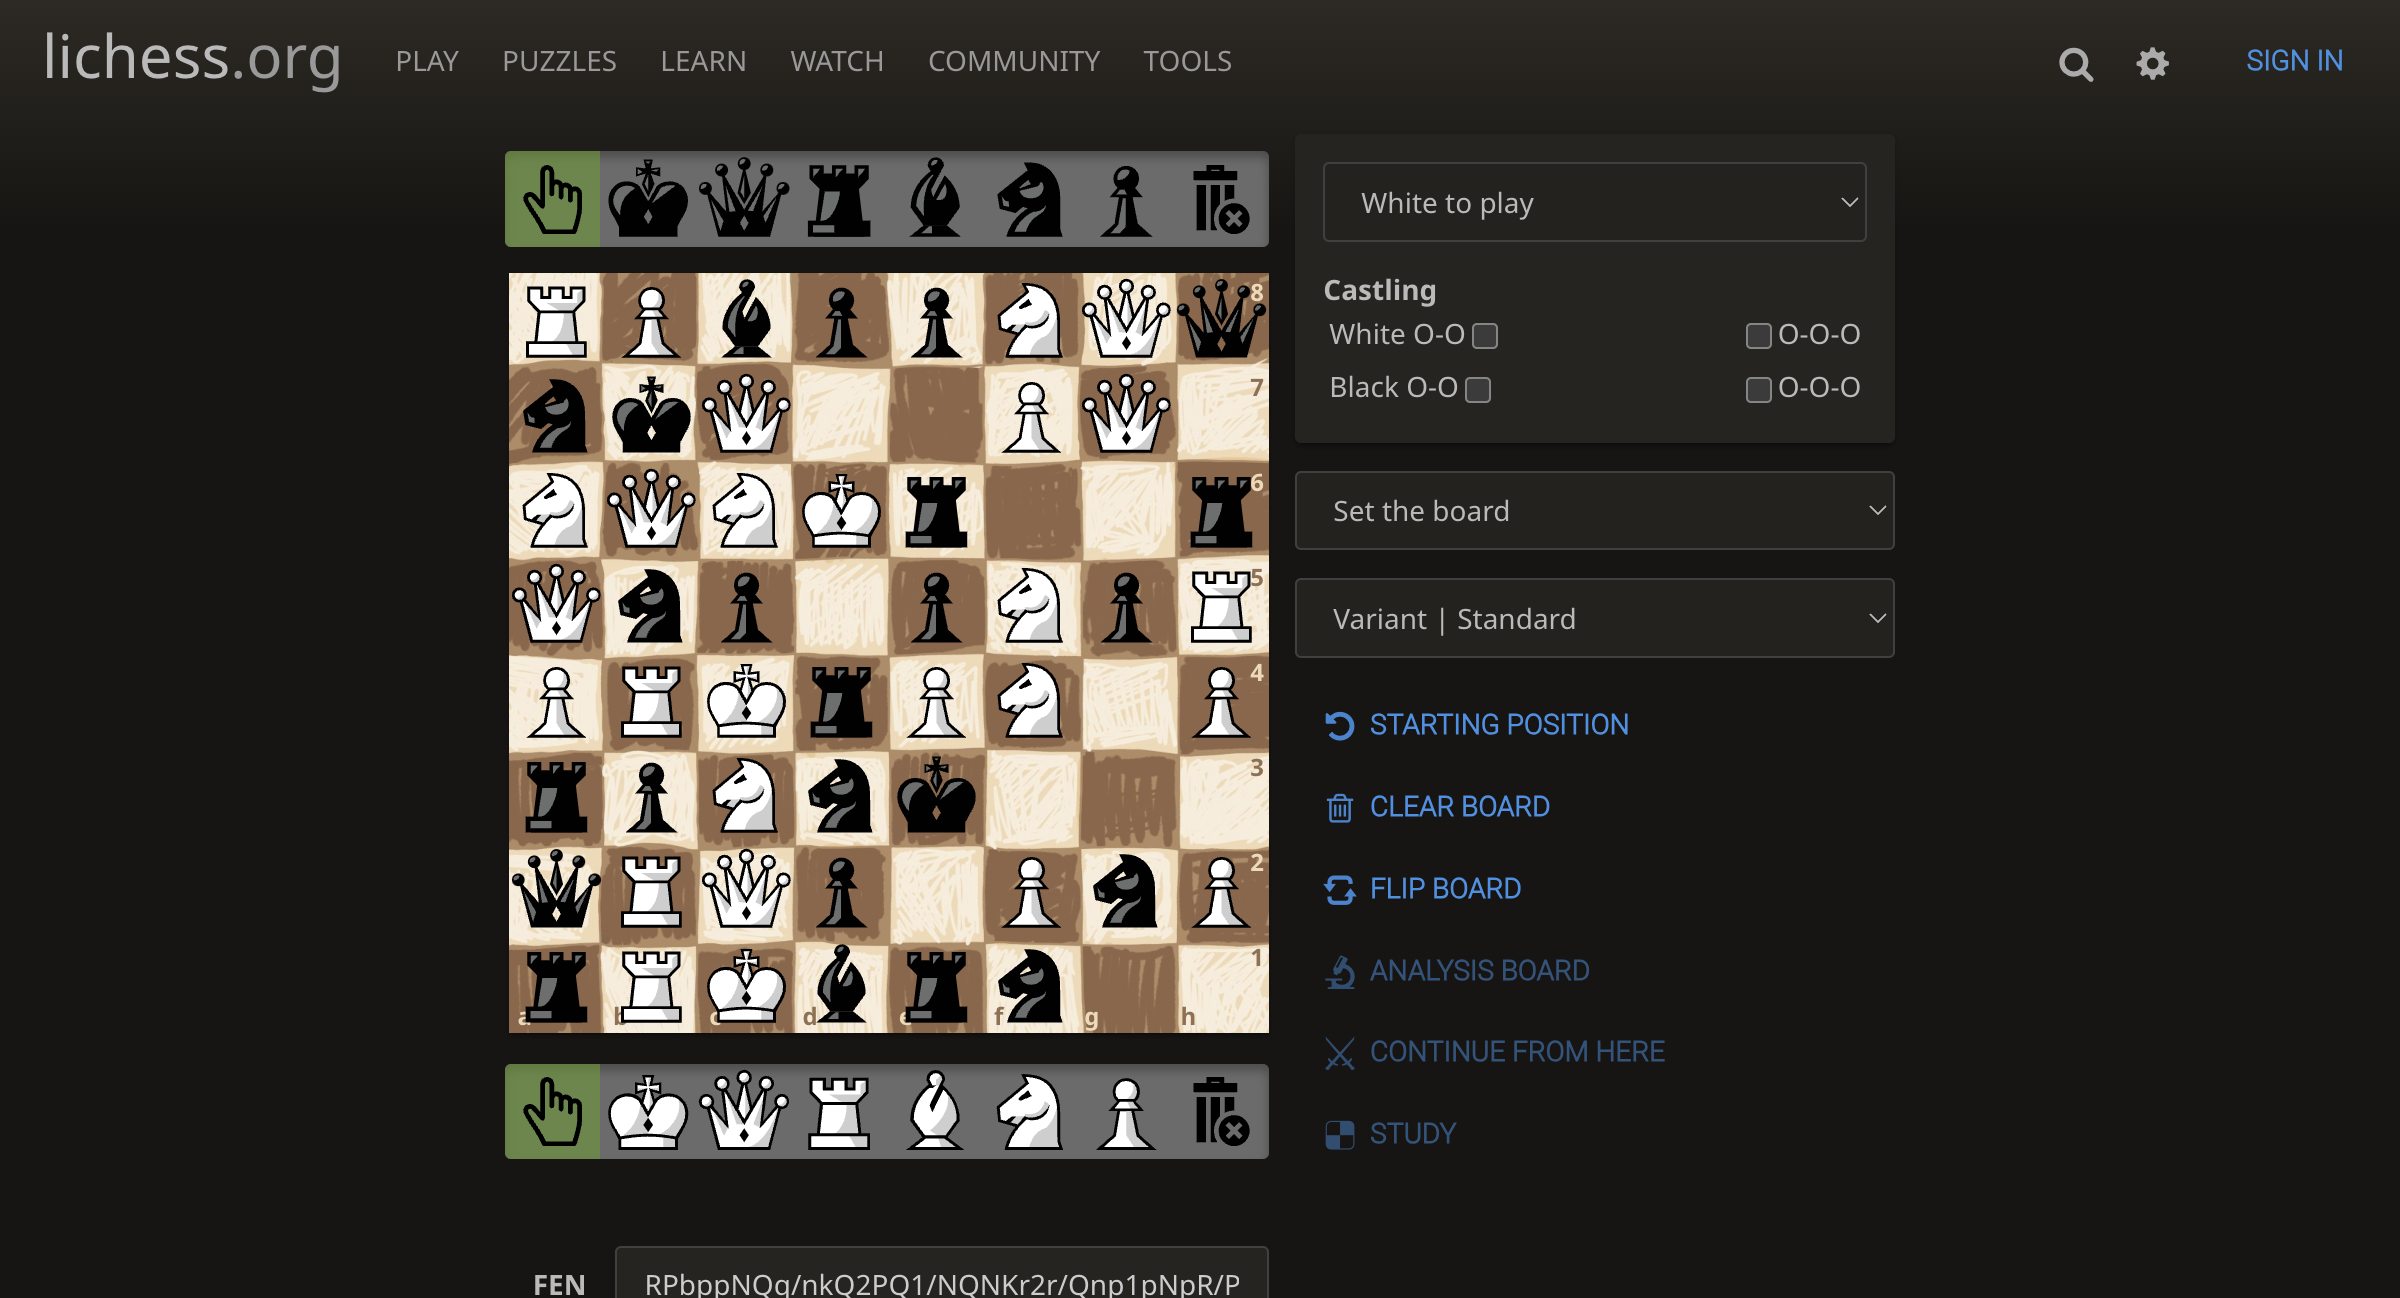 lichess.org PLAY PUZZLES LEARN WATCH COMMUNITY TOOLS SIGN IN
White to play
Castling
White O-O O-O-O
Black O-O O-O-O
Set the board
Variant | Standard
STARTING POSITION
CLEAR BOARD
FLIP BOARD
ANALYSIS BOARD
CONTINUE FROM HERE
STUDY
8
7
6
5
4
3
2
1
a b c d e f g h
FEN RPbppNQq/nkQ2PQ1/NQNKr2r/Qnp1pNpR/P